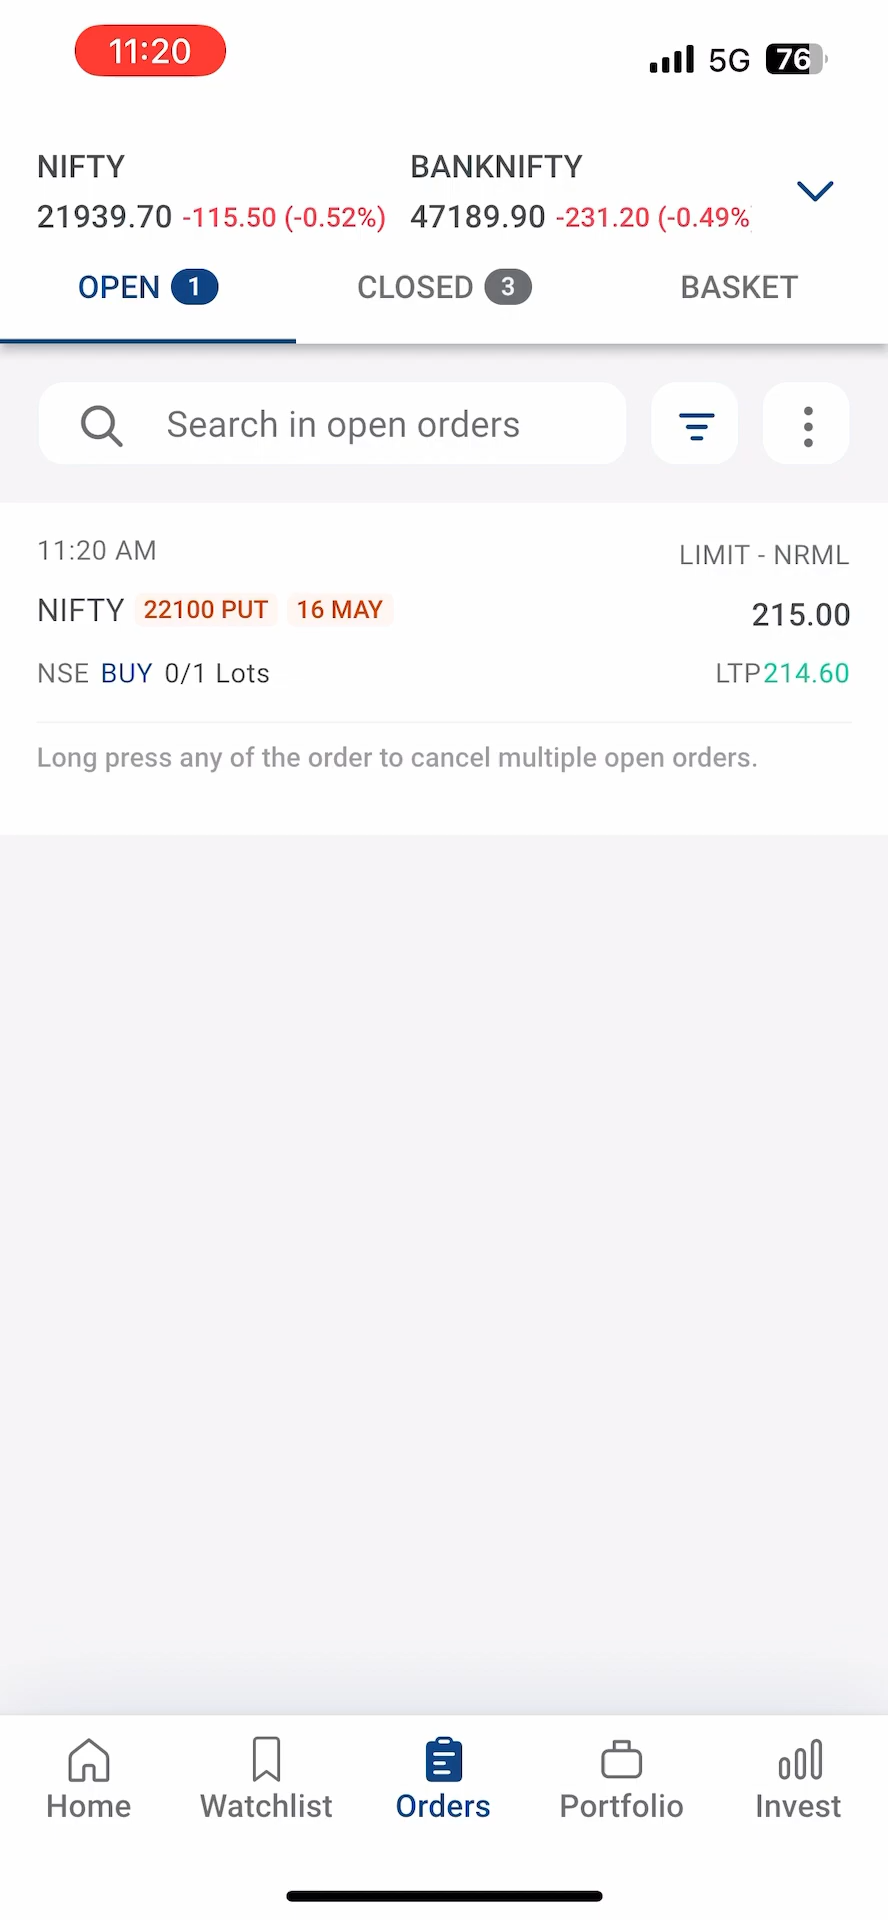 11:20
5G 76
NIFTY BANKNIFTY
21939.70 -115.50 (-0.52%) 47189.90 -231.20 (-0.49%
OPEN 1 CLOSED 3 BASKET
Search in open orders
11:20 AM LIMIT - NRML
NIFTY 22100 PUT 16 MAY 215.00
NSE BUY 0/1 Lots LTP214.60
Long press any of the order to cancel multiple open orders.
Home Watchlist Orders Portfolio Invest